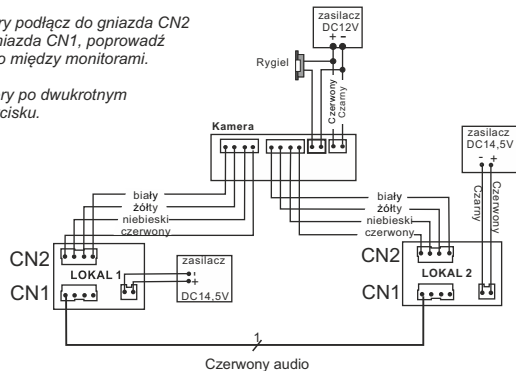 ry podłącz do gniazda CN2
niazda CN1, poprowadź
o między monitorami.
ry po dwukrotnym
cisku.
zasilacz
DC12V
+ -
Rygiel
Czerwony
Czarny
Kamera
zasilacz
DC14,5V
- +
Czarny
Czerwony
biały
żółty
niebieski
czerwony
biały
żółty
niebieski
czerwony
CN2
LOKAL 1
CN1
zasilacz
-
+
DC14,5V
CN2
LOKAL 2
CN1
1
Czerwony audio